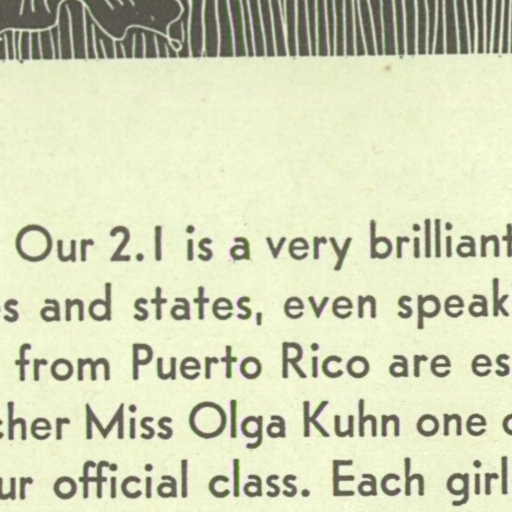 Our 2.1 is a very brilliant
s and states, even speak
from Puerto Rico are es
cher Miss Olga Kuhn one
ur official class. Each girl